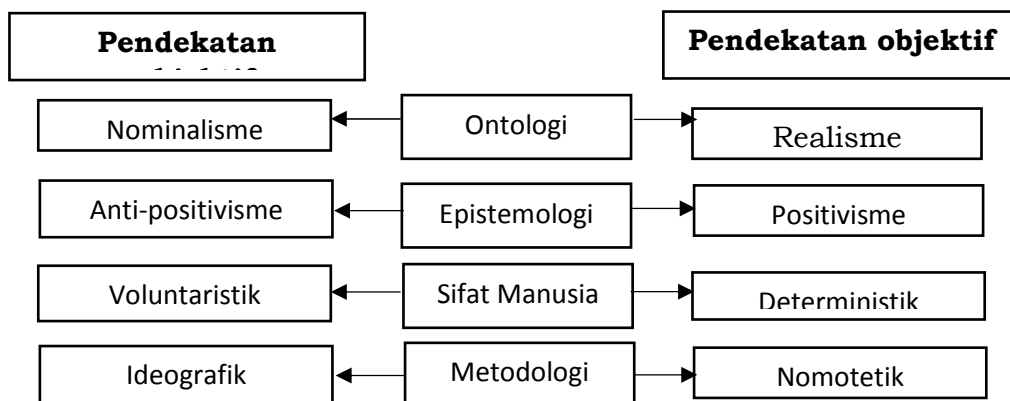 Pendekatan
Pendekatan objektif
Nominalisme
Ontologi
Realisme
Anti-positivisme
Epistemologi
Positivisme
Voluntaristik
Sifat Manusia
Deterministik
Ideografik
Metodologi
Nomotetik